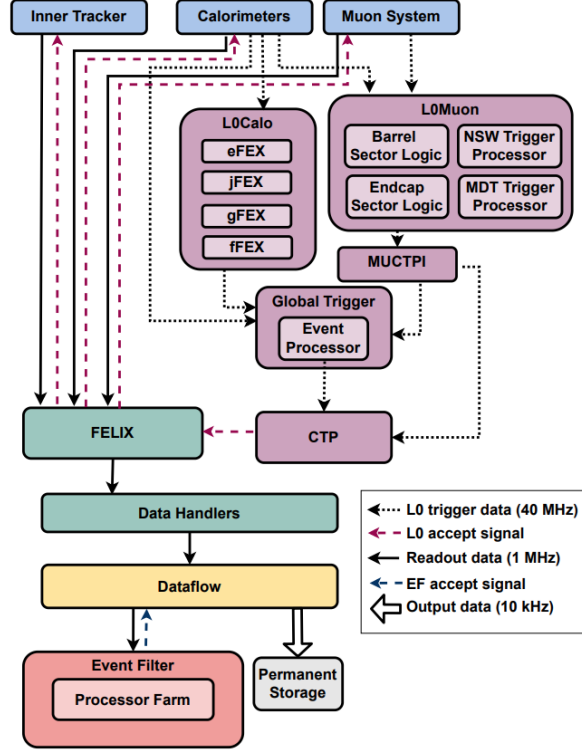 Inner Tracker
Calorimeters
Muon System
L0Calo
eFEX
jFEX
gFEX
fFEX
L0Muon
Barrel
Sector Logic
NSW Trigger
Processor
Endcap
Sector Logic
MDT Trigger
Processor
MUCTPI
Global Trigger
Event
Processor
FELIX
CTP
Data Handlers
Dataflow
Event Filter
Processor Farm
Permanent
Storage
L0 trigger data (40 MHz)
L0 accept signal
Readout data (1 MHz)
EF accept signal
Output data (10 kHz)